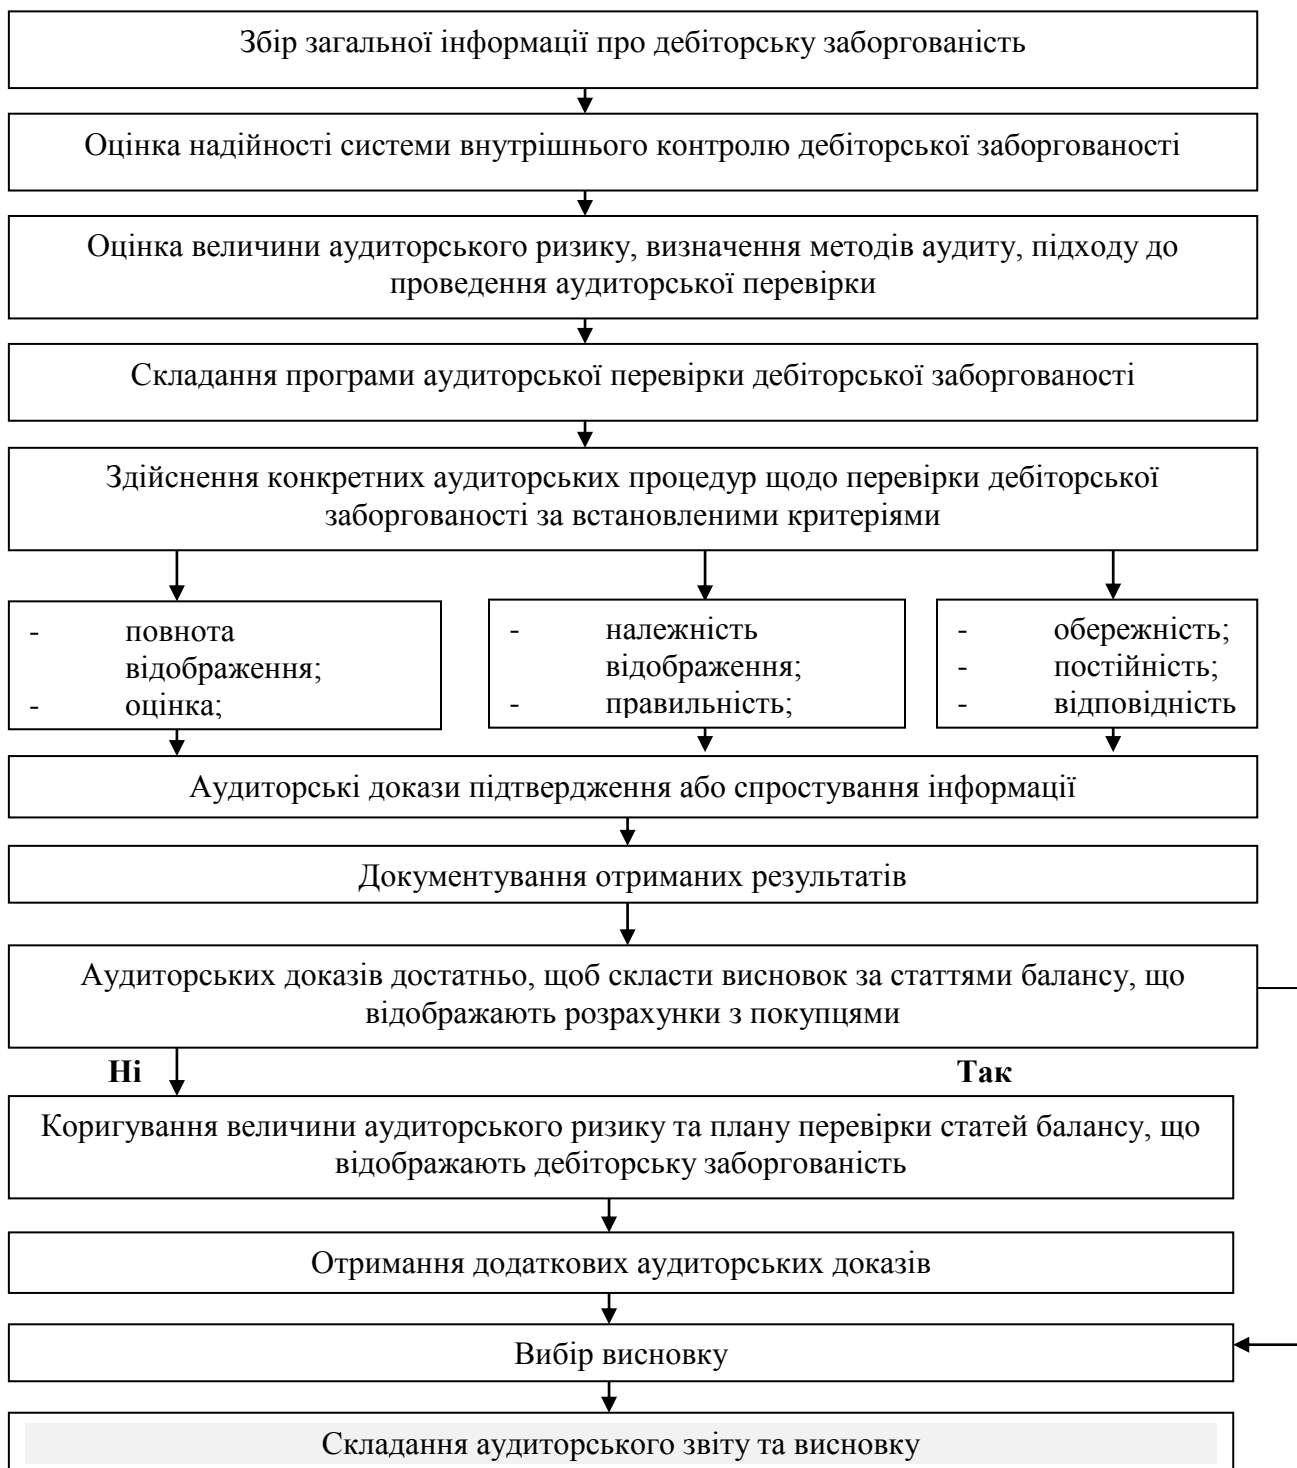 Збір загальної інформації про дебіторську заборгованість
Оцінка надійності системи внутрішнього контролю дебіторської заборгованості
Оцінка величини аудиторського ризику, визначення методів аудиту, підходу до
проведення аудиторської перевірки
Складання програми аудиторської перевірки дебіторської заборгованості
Здійснення конкретних аудиторських процедур щодо перевірки дебіторської
заборгованості за встановленими критеріями
- повнота
відображення;
- оцінка;
- належність
відображення;
- правильність;
- обережність;
- постійність;
- відповідність
Аудиторські докази підтвердження або спростування інформації
Документування отриманих результатів
Аудиторських доказів достатньо, щоб скласти висновок за статтями балансу, що
відображають розрахунки з покупцями
Ні
Так
Коригування величини аудиторського ризику та плану перевірки статей балансу, що
відображають дебіторську заборгованість
Отримання додаткових аудиторських доказів
Вибір висновку
Складання аудиторського звіту та висновку